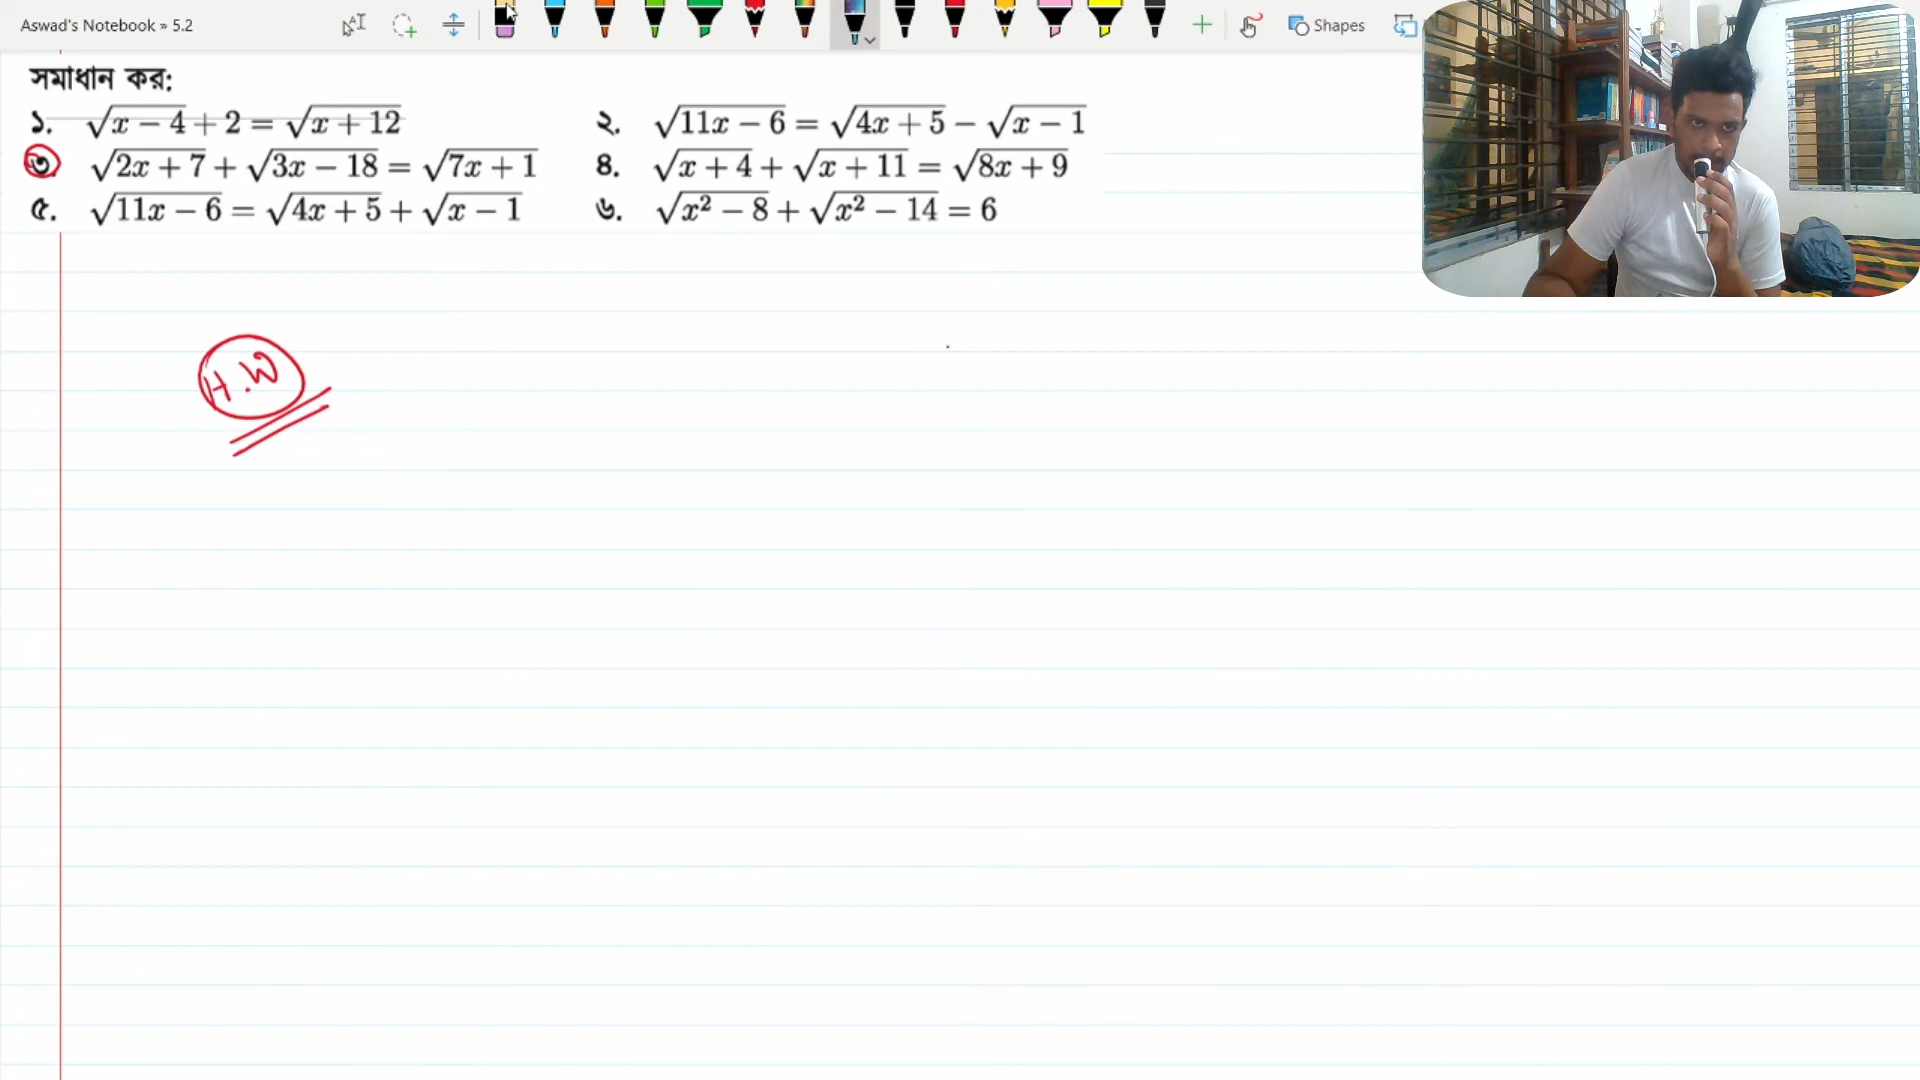 Aswad's Notebook » 5.2
Shapes
সমাধান কর:
১. √(x − 4) + 2 = √(x + 12)
২. √(11x − 6) = √(4x + 5) − √(x − 1)
৩. √(2x + 7) + √(3x − 18) = √(7x + 1)
৪. √(x + 4) + √(x + 11) = √(8x + 9)
৫. √(11x − 6) = √(4x + 5) + √(x − 1)
৬. √(x² − 8) + √(x² − 14) = 6
H.W